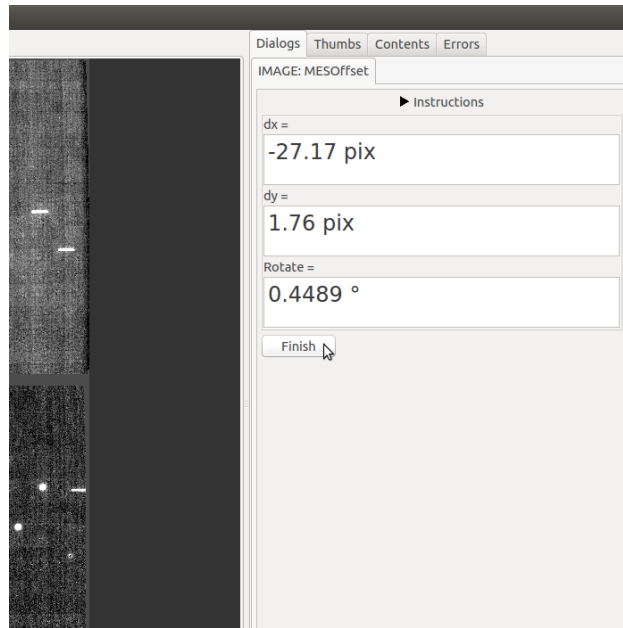 Dialogs Thumbs Contents Errors
IMAGE: MESOffset
Instructions
dx =
-27.17 pix
dy =
1.76 pix
Rotate =
0.4489 °
Finish